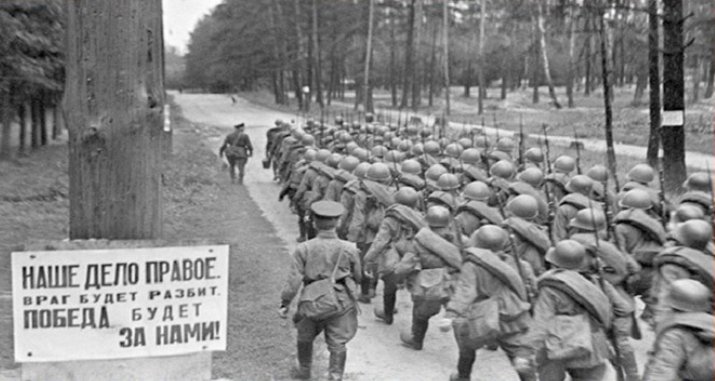 НАШЕ ДЕЛО ПРАВОЕ.
ВРАГ БУДЕТ РАЗБИТ.
ПОБЕДА БУДЕТ
ЗА НАМИ!